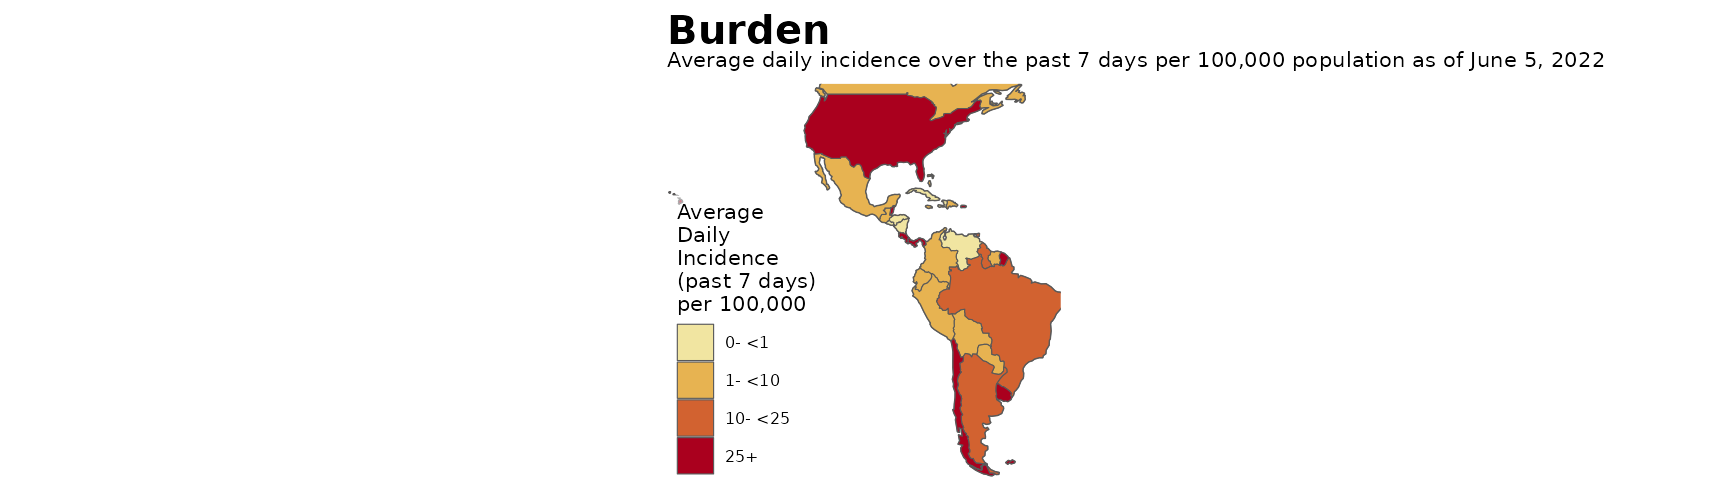 Burden
Average daily incidence over the past 7 days per 100,000 population as of June 5, 2022
Average
Daily
Incidence
(past 7 days)
per 100,000
0- <1
1- <10
10- <25
25+